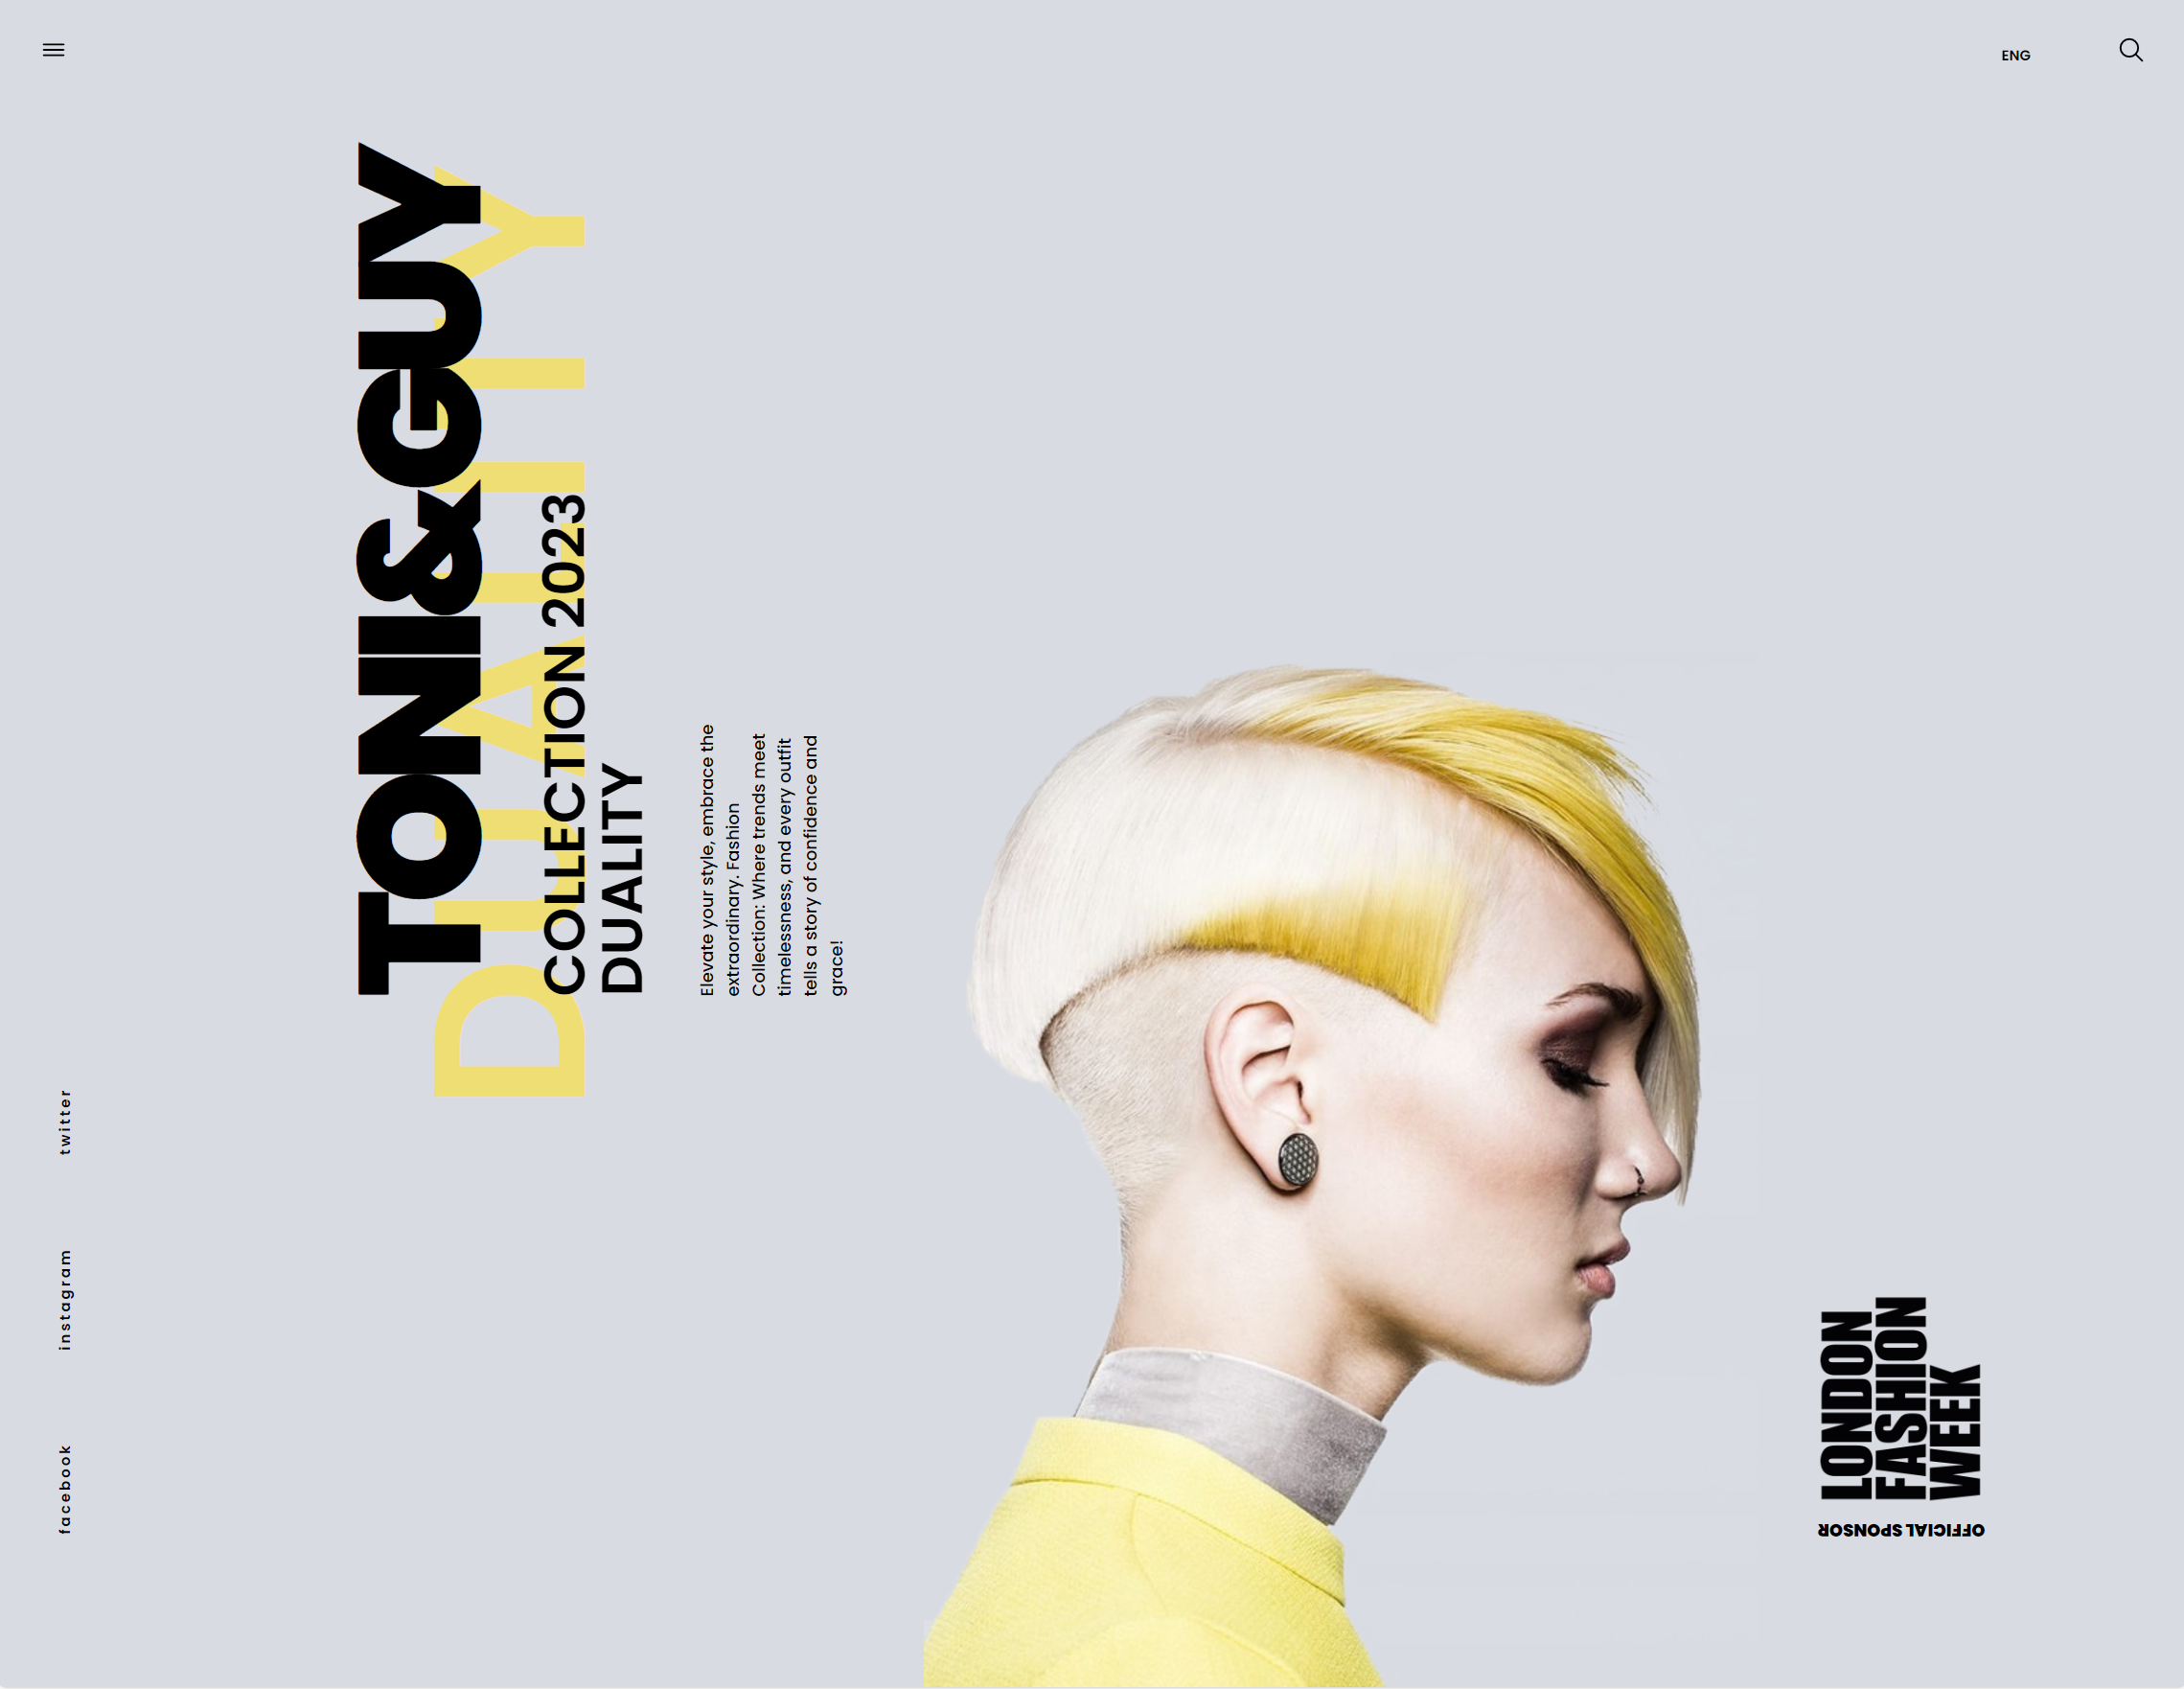 ENG
TONI&GUY
DUALITY
COLLECTION 2023
DUALITY
Elevate your style, embrace the
extraordinary. Fashion
Collection: Where trends meet
timelessness, and every outfit
tells a story of confidence and
grace!
twitter
instagram
facebook
LONDON
FASHION
WEEK
OFFICIAL SPONSOR